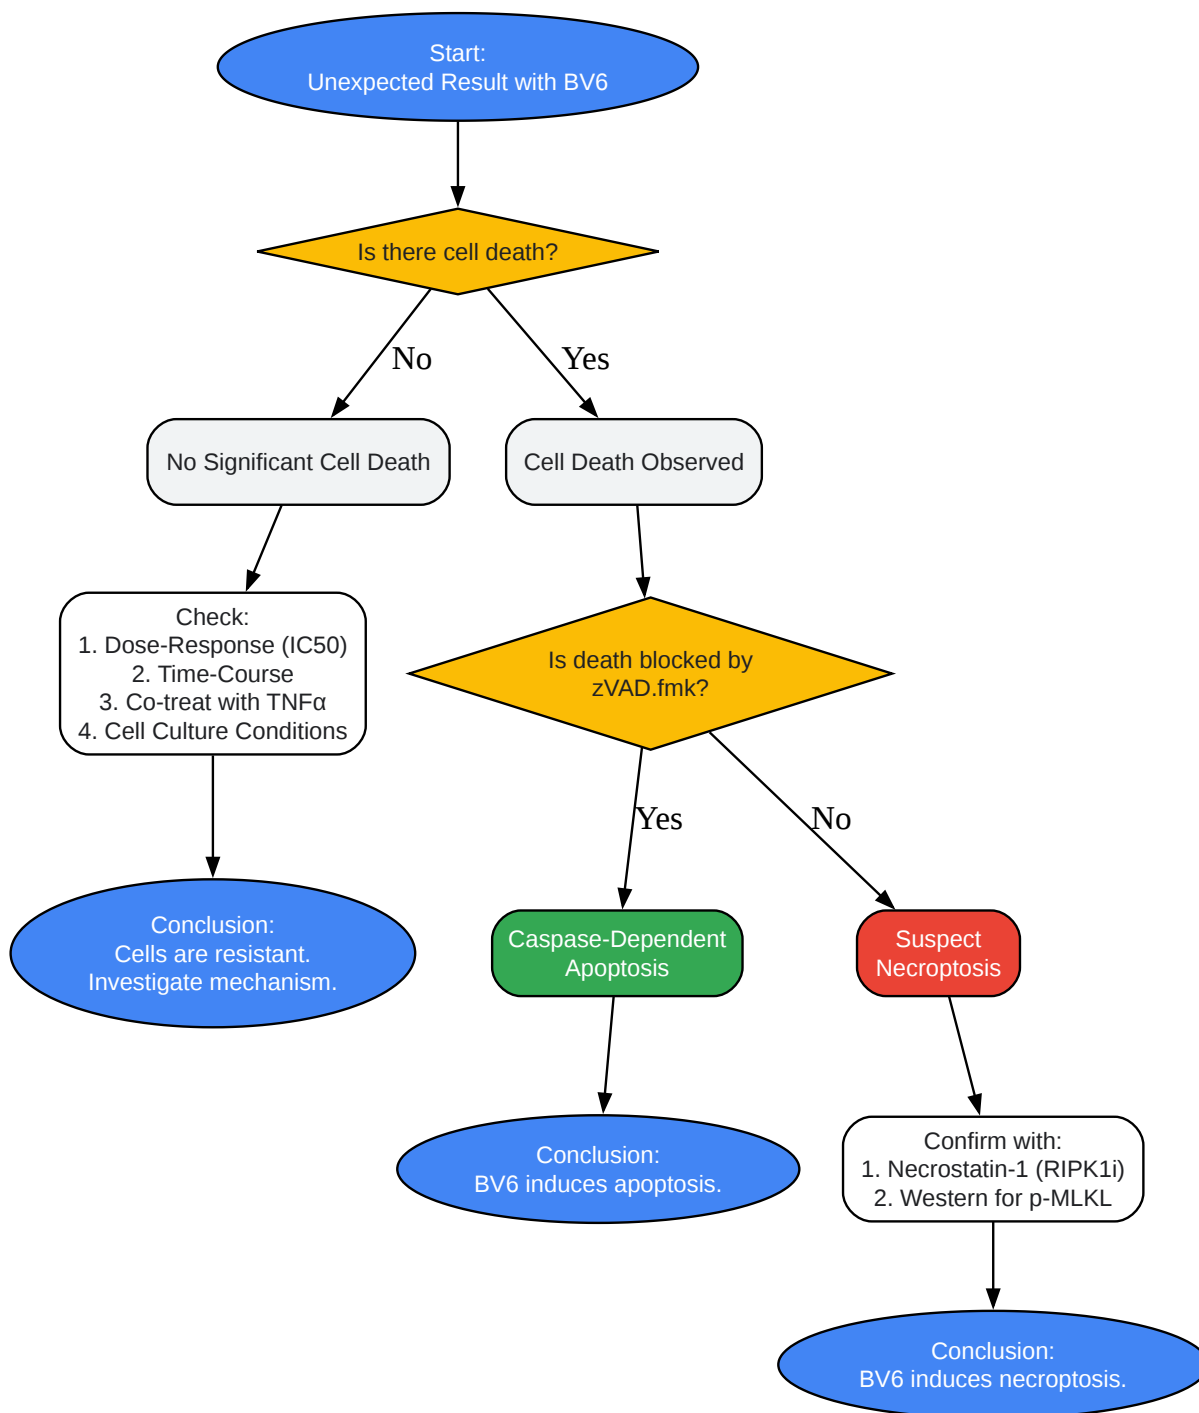 Start:
Unexpected Result with BV6
Is there cell death?
No
Yes
No Significant Cell Death
Cell Death Observed
Check:
1. Dose-Response (IC50)
2. Time-Course
3. Co-treat with TNFα
4. Cell Culture Conditions
Is death blocked by
zVAD.fmk?
Yes
No
Conclusion:
Cells are resistant.
Investigate mechanism.
Caspase-Dependent
Apoptosis
Suspect
Necroptosis
Conclusion:
BV6 induces apoptosis.
Confirm with:
1. Necrostatin-1 (RIPK1i)
2. Western for p-MLKL
Conclusion:
BV6 induces necroptosis.